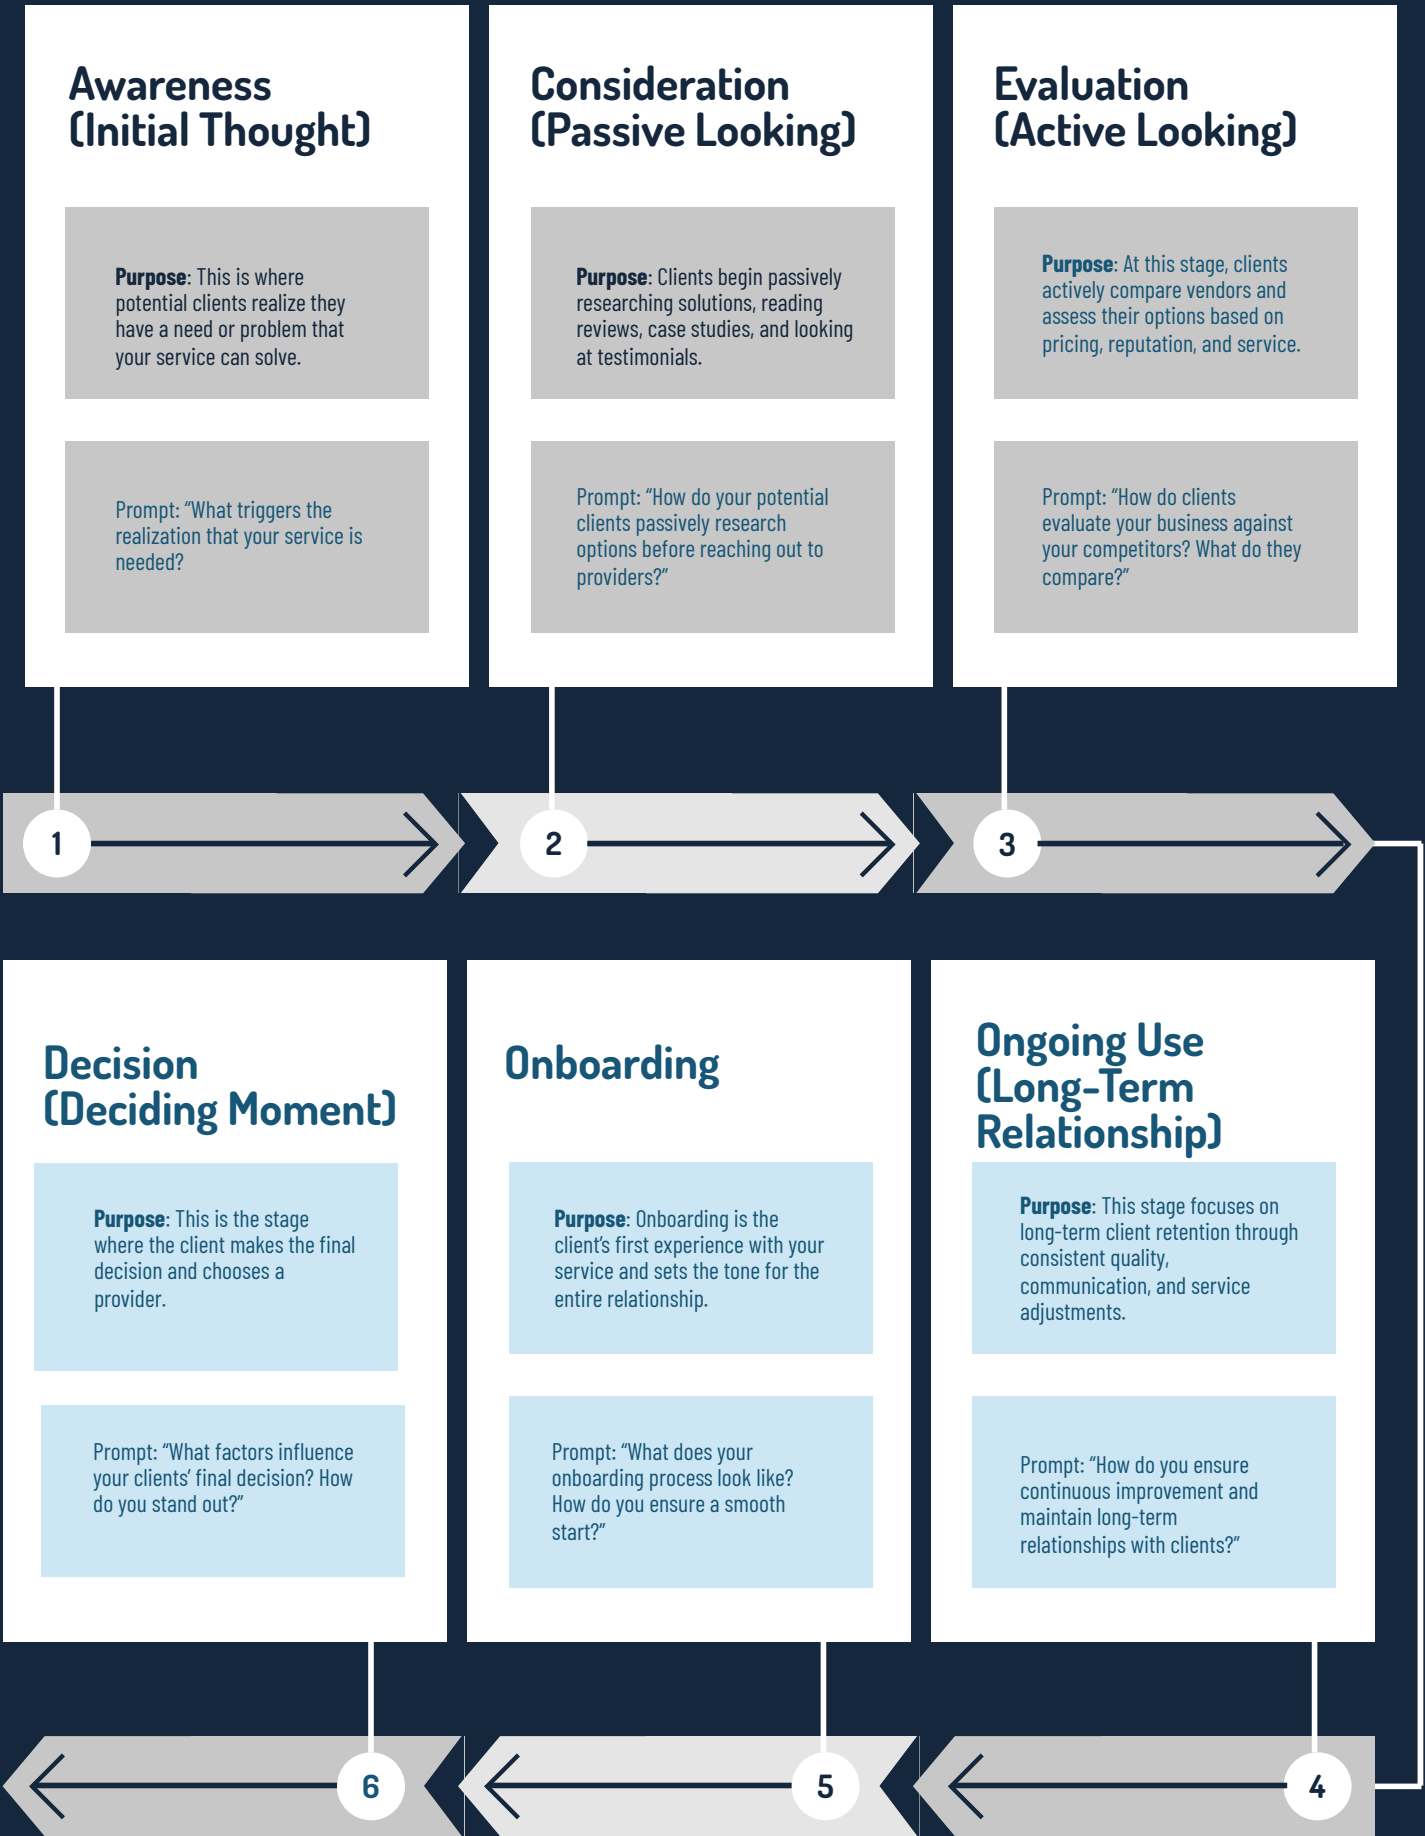 Awareness
(Initial Thought)
Purpose: This is where
potential clients realize they
have a need or problem that
your service can solve.
Prompt: “What triggers the
realization that your service is
needed?
Consideration
(Passive Looking)
Purpose: Clients begin passively
researching solutions, reading
reviews, case studies, and looking
at testimonials.
Prompt: “How do your potential
clients passively research
options before reaching out to
providers?”
Evaluation
(Active Looking)
Purpose: At this stage, clients
actively compare vendors and
assess their options based on
pricing, reputation, and service.
Prompt: “How do clients
evaluate your business against
your competitors? What do they
compare?”
1
2
3
Decision
(Deciding Moment)
Purpose: This is the stage
where the client makes the final
decision and chooses a
provider.
Prompt: “What factors influence
your clients’ final decision? How
do you stand out?”
Onboarding
Purpose: Onboarding is the
client’s first experience with your
service and sets the tone for the
entire relationship.
Prompt: “What does your
onboarding process look like?
How do you ensure a smooth
start?”
Ongoing Use
(Long-Term
Relationship)
Purpose: This stage focuses on
long-term client retention through
consistent quality,
communication, and service
adjustments.
Prompt: “How do you ensure
continuous improvement and
maintain long-term
relationships with clients?”
6
5
4